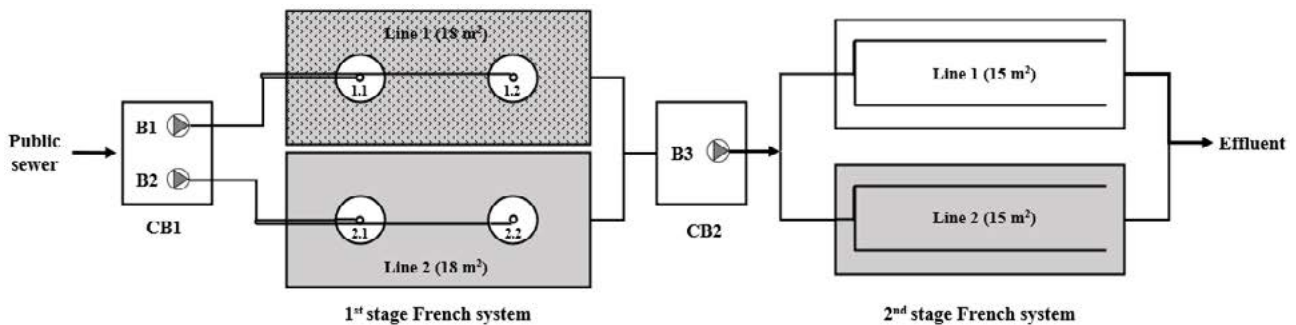 Line 1 (18 m²)
1.1
1.2
Line 1 (15 m²)
B1
Public
sewer
B2
CB1
B3
CB2
Effluent
2.1
2.2
Line 2 (18 m²)
Line 2 (15 m²)
1st stage French system
2nd stage French system